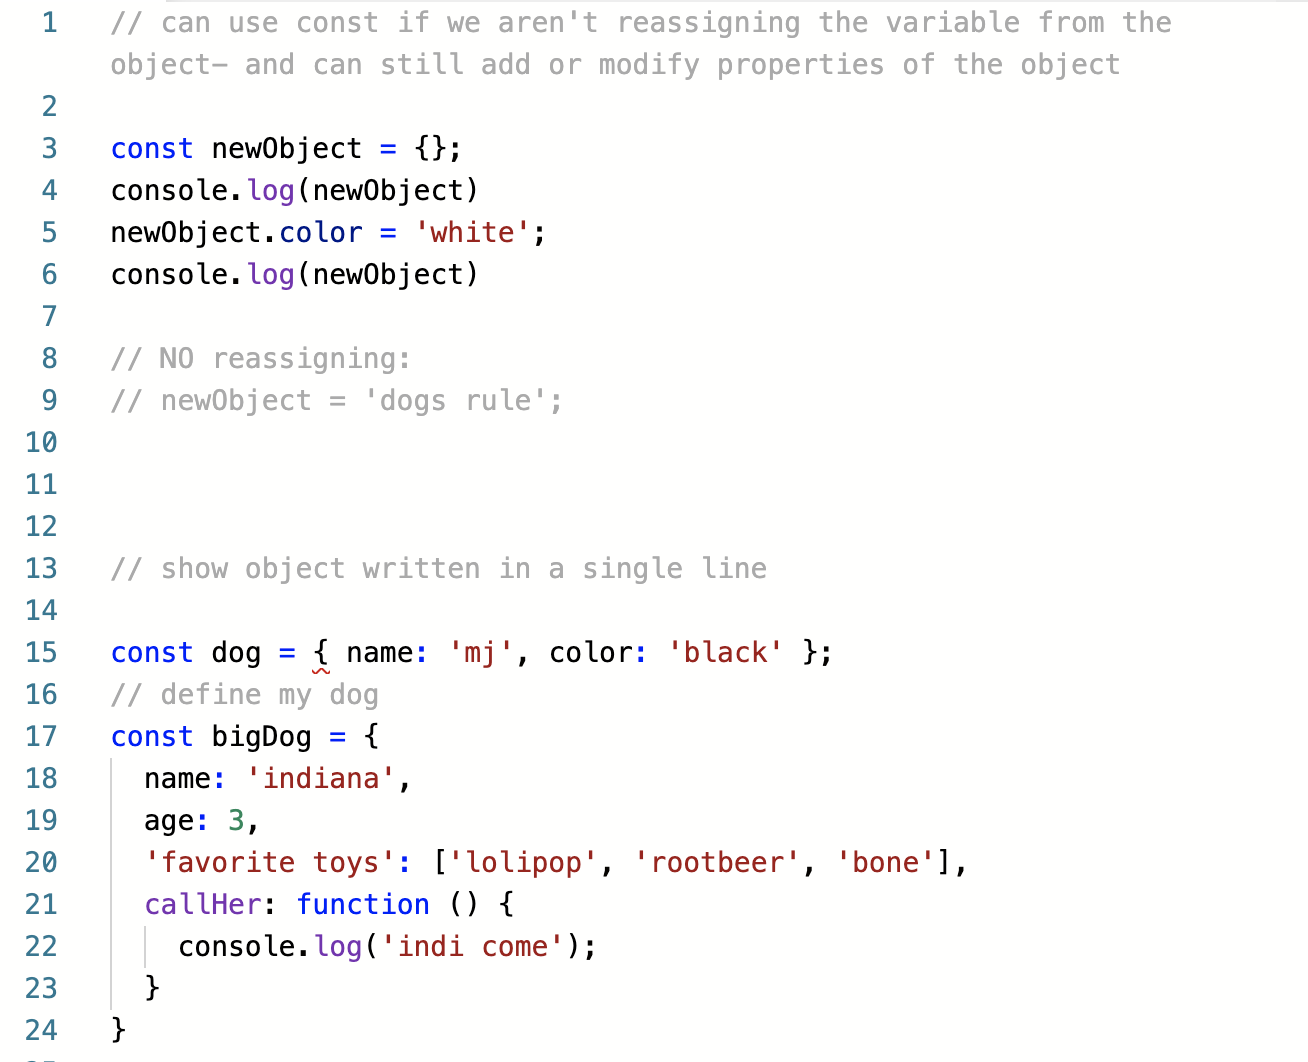 1 // can use const if we aren't reassigning the variable from the
object– and can still add or modify properties of the object
2
3 const newObject = {};
4 console.log(newObject)
5 newObject.color = 'white';
6 console.log(newObject)
7
8 // NO reassigning:
9 // newObject = 'dogs rule';
10
11
12
13 // show object written in a single line
14
15 const dog = { name: 'mj', color: 'black' };
16 // define my dog
17 const bigDog = {
18 name: 'indiana',
19 age: 3,
20 'favorite toys': ['lolipop', 'rootbeer', 'bone'],
21 callHer: function () {
22 console.log('indi come');
23 }
24 }